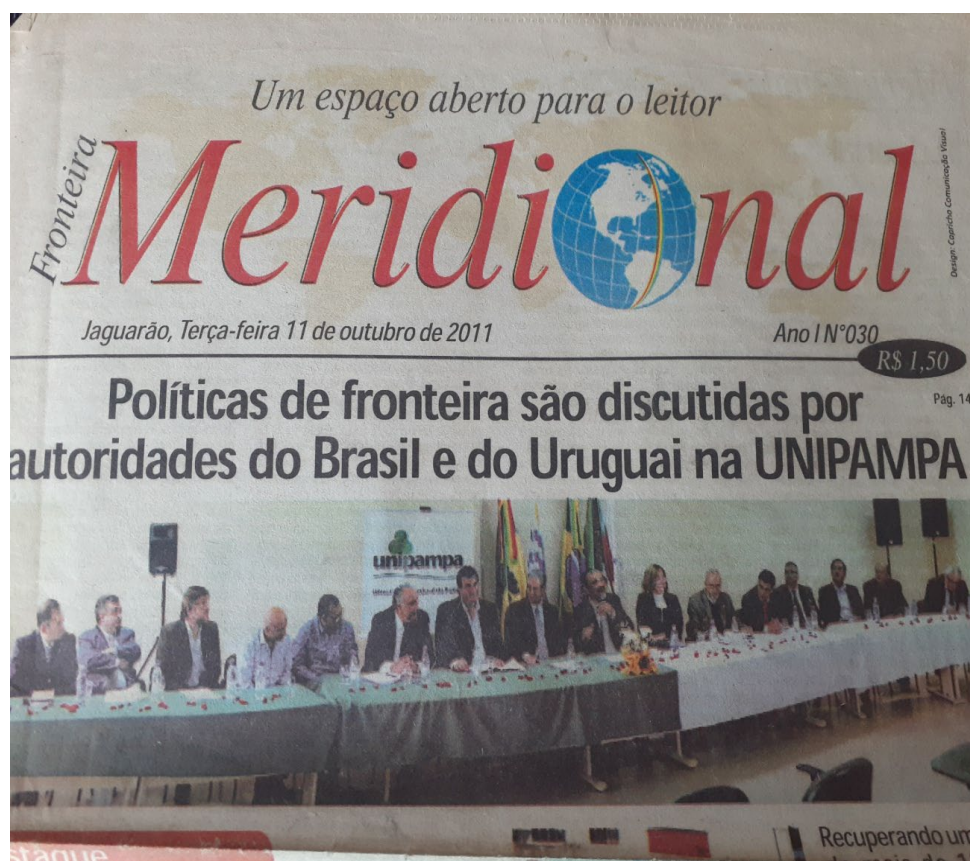 Um espaço aberto para o leitor
Fronteira
Meridional
Design: Capricho Comunicação Visual
Jaguarão, Terça-feira 11 de outubro de 2011
Ano I N°030
R$ 1,50
Políticas de fronteira são discutidas por
Pág. 14
autoridades do Brasil e do Uruguai na UNIPAMPA
unipampa
staque
Recuperando um